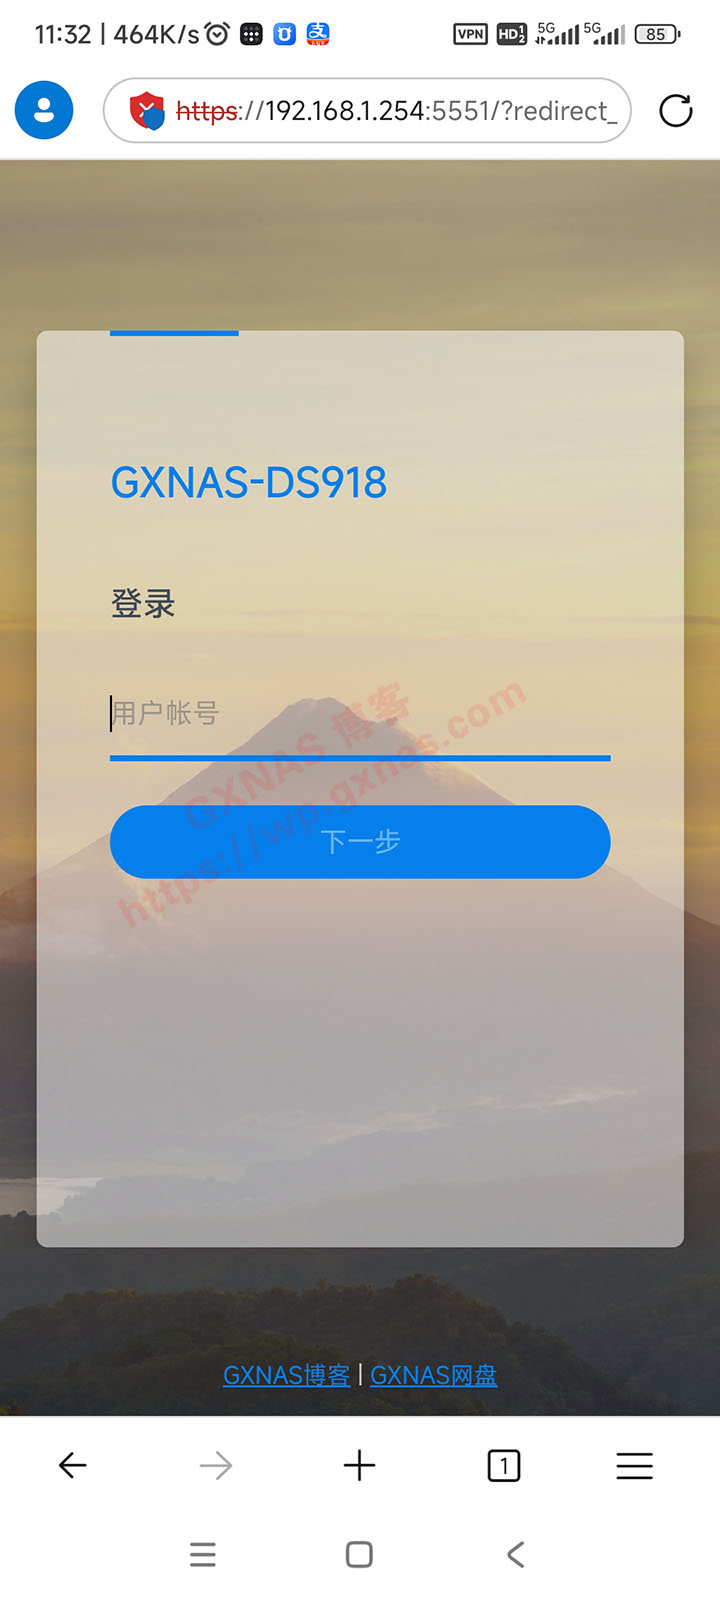 11:32 | 464K/s VPN HD 1 2 5G 5G 85
https://192.168.1.254:5551/?redirect_
GXNAS-DS918
登录
用户帐号
下一步
GXNAS 博客
https://wp.gxnas.com
GXNAS博客 | GXNAS网盘
1